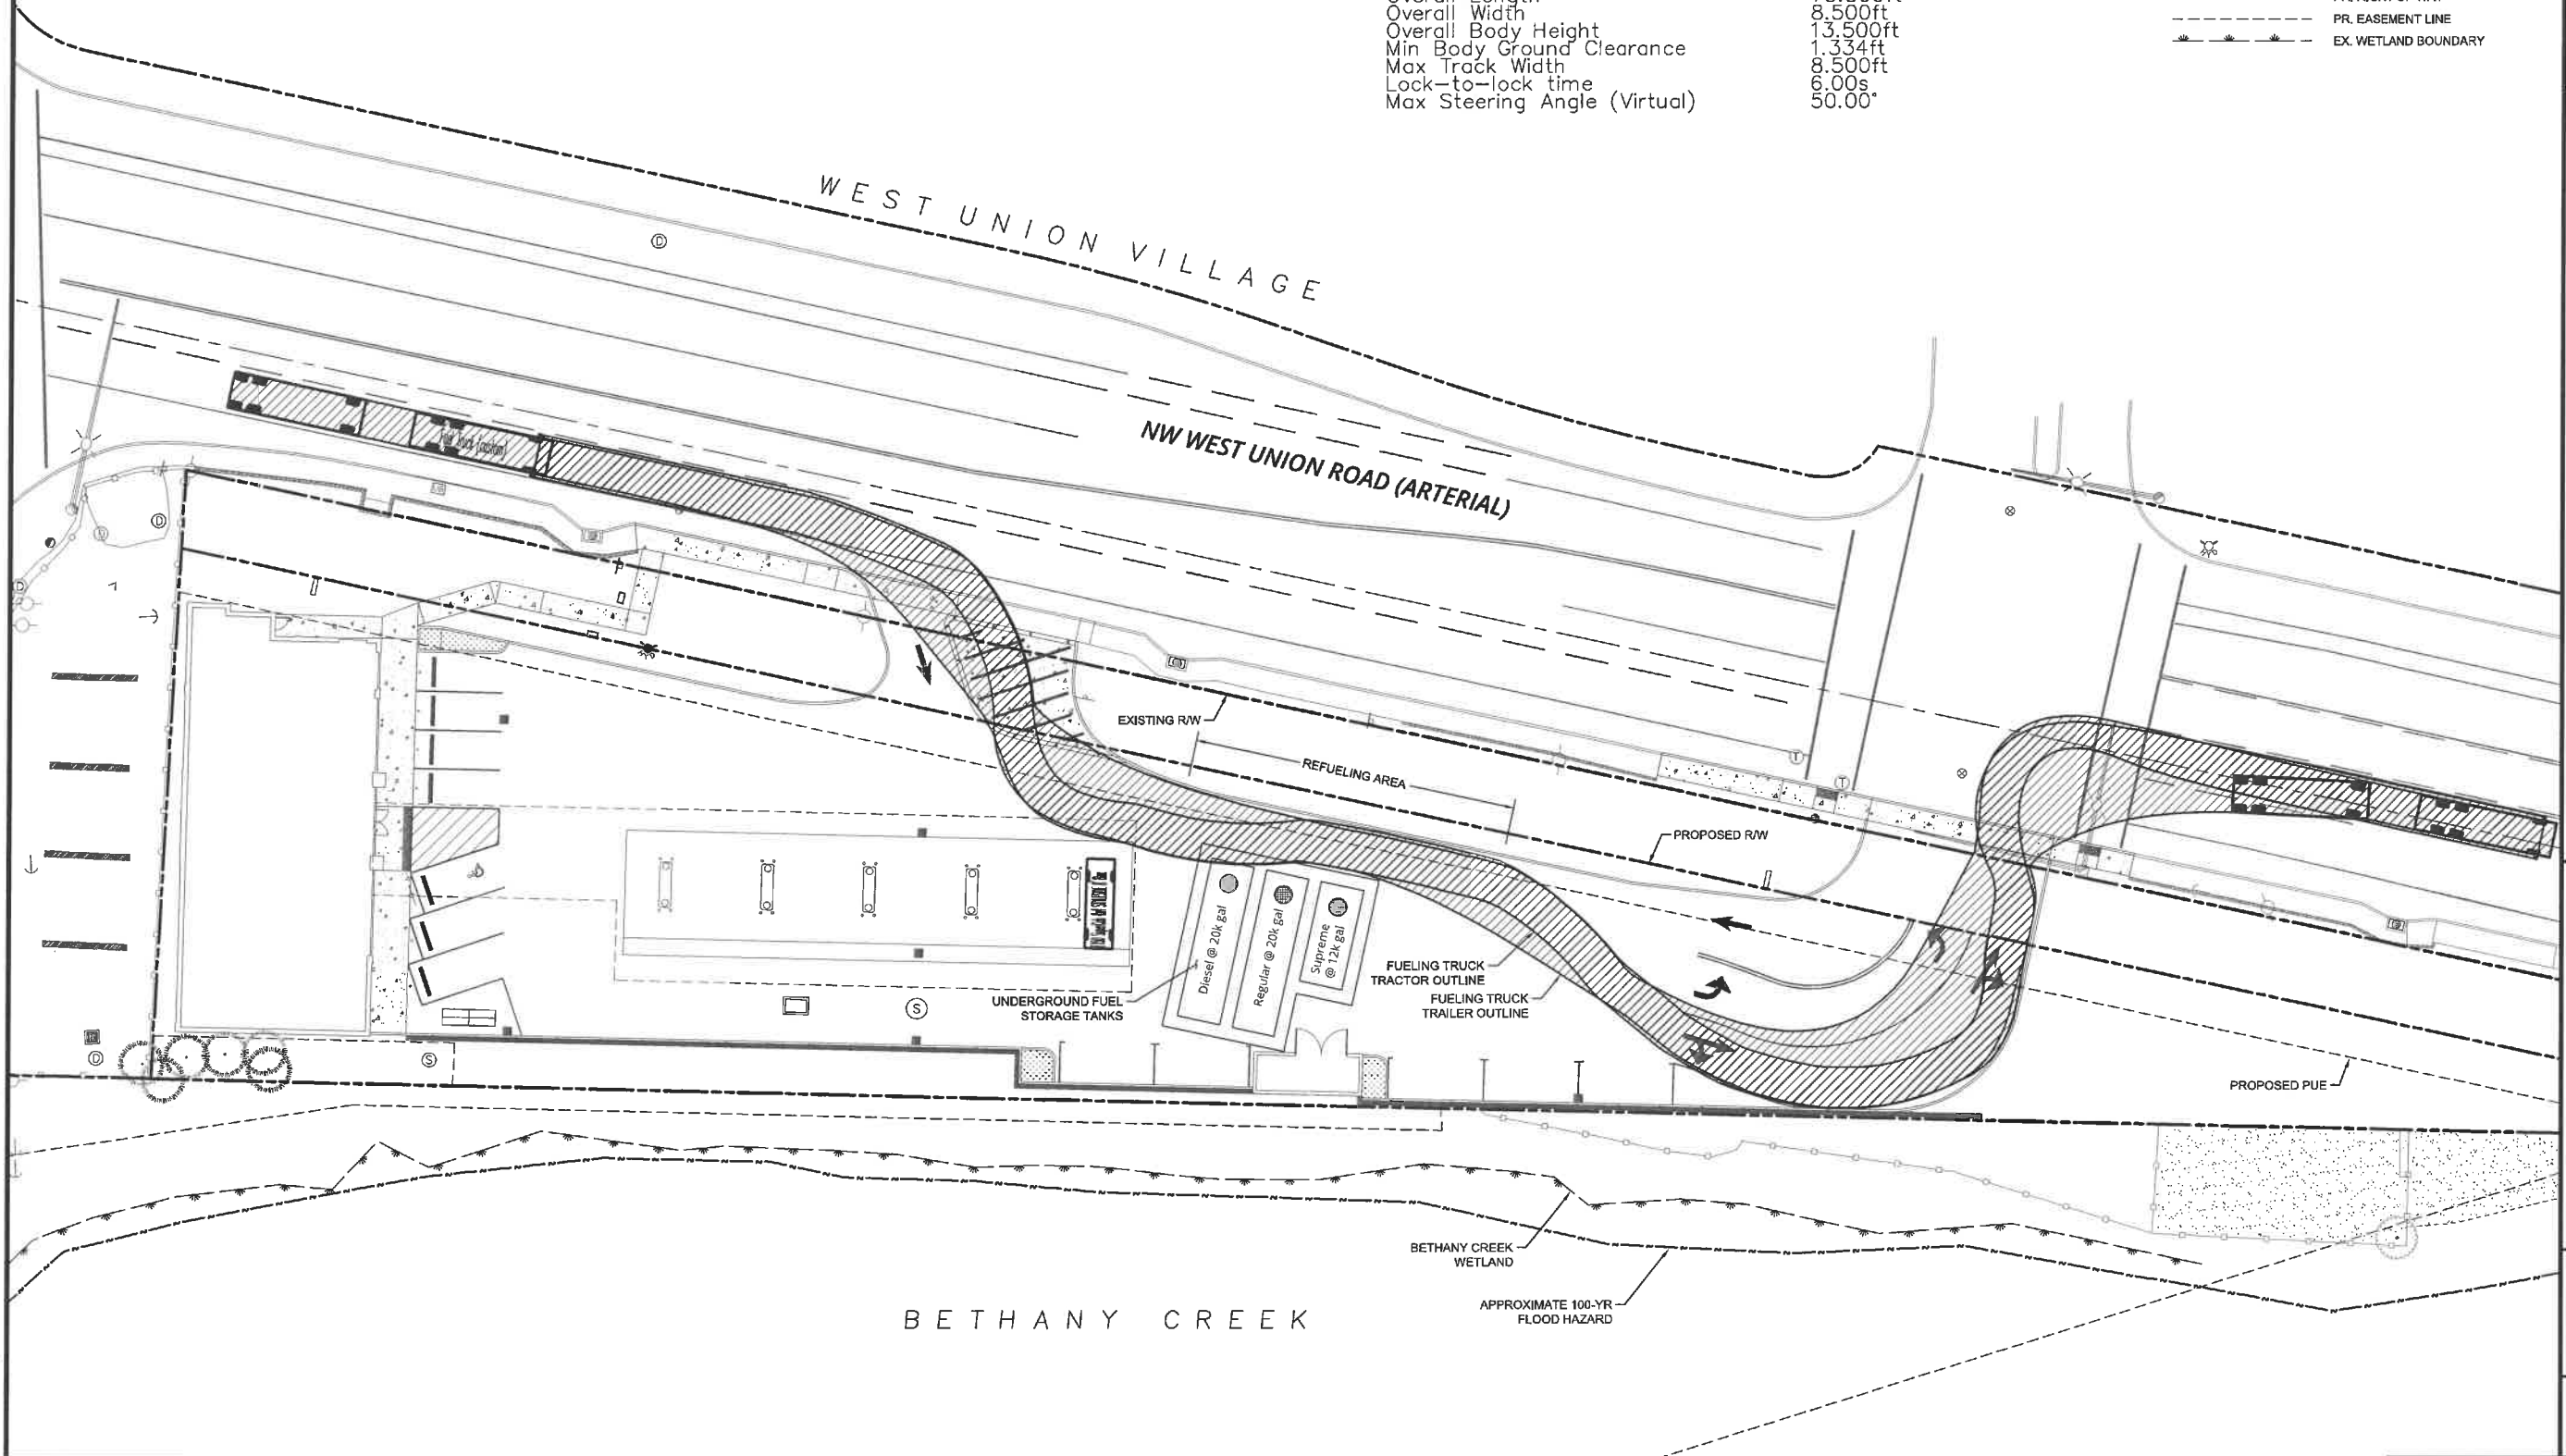 Overall Width 8.500ft
Overall Body Height 13.500ft
Min Body Ground Clearance 1.334ft
Max Track Width 8.500ft
Lock-to-lock time 6.00s
Max Steering Angle (Virtual) 50.00°
PR. EASEMENT LINE
EX. WETLAND BOUNDARY
WEST UNION VILLAGE
D
NW WEST UNION ROAD (ARTERIAL)
D
D
D
EXISTING R/W
REFUELING AREA
T
T
PROPOSED R/W
Diesel @ 20k gal
Regular @ 20k gal
Supreme
@ 12k gal
UNDERGROUND FUEL
STORAGE TANKS
S
FUELING TRUCK
TRACTOR OUTLINE
FUELING TRUCK
TRAILER OUTLINE
D
S
PROPOSED PUE
BETHANY CREEK
WETLAND
APPROXIMATE 100-YR
FLOOD HAZARD
BETHANY CREEK